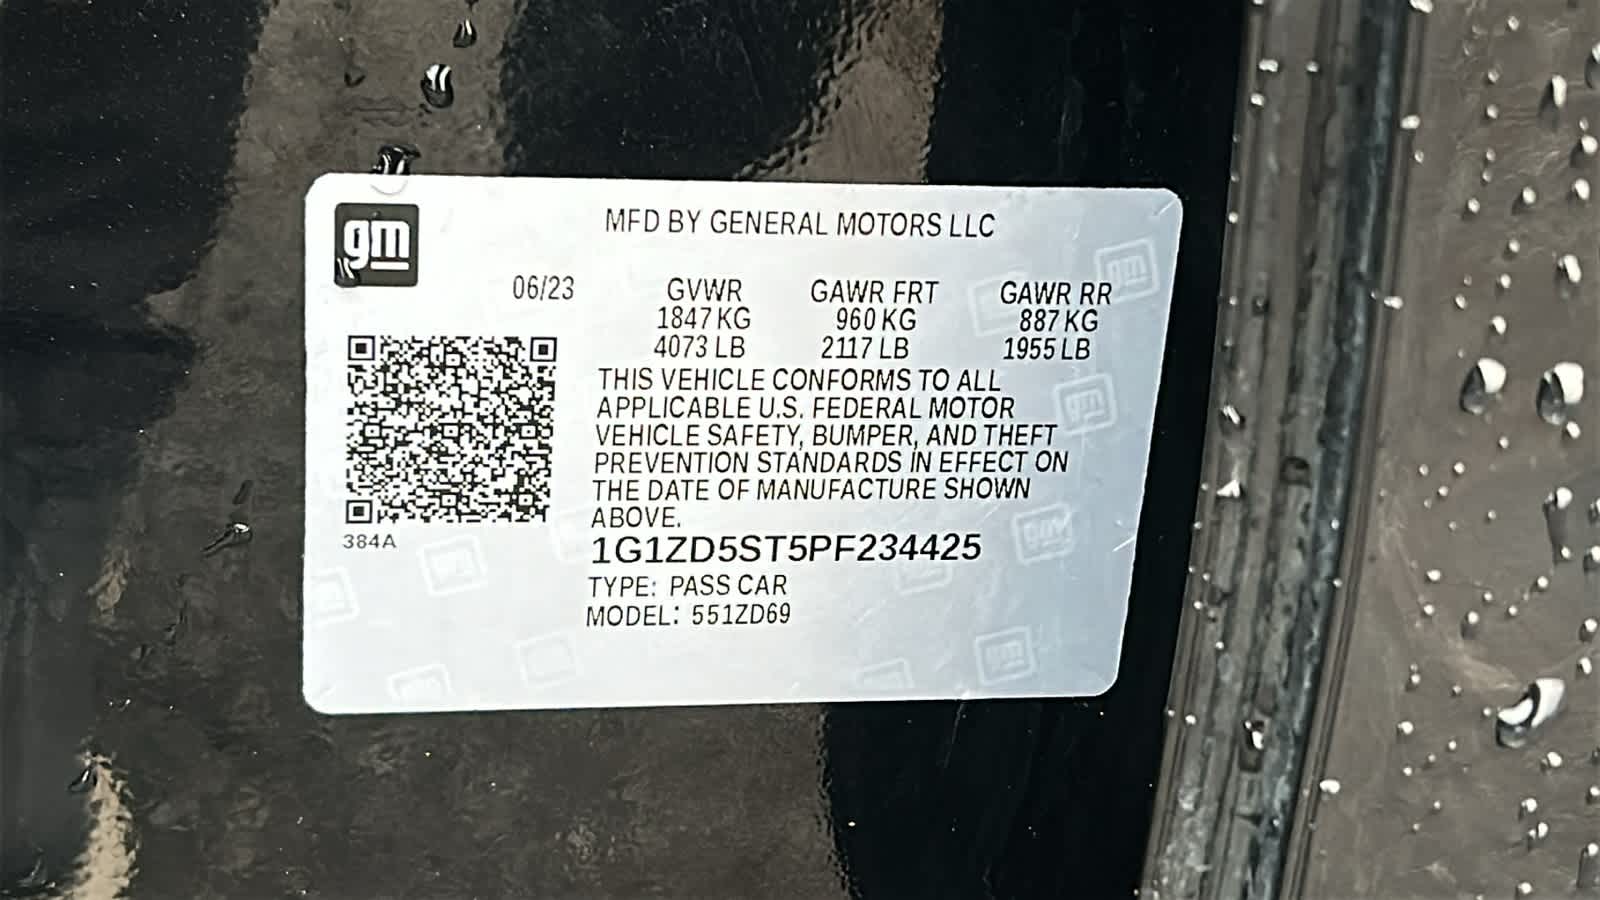 gm
MFD BY GENERAL MOTORS LLC
06/23
GVWR GAWR FRT GAWR RR
1847 KG 960 KG 887 KG
4073 LB 2117 LB 1955 LB
THIS VEHICLE CONFORMS TO ALL
APPLICABLE U.S. FEDERAL MOTOR
VEHICLE SAFETY, BUMPER, AND THEFT
PREVENTION STANDARDS IN EFFECT ON
THE DATE OF MANUFACTURE SHOWN
ABOVE.
384A
1G1ZD5ST5PF234425
TYPE: PASS CAR
MODEL: 551ZD69